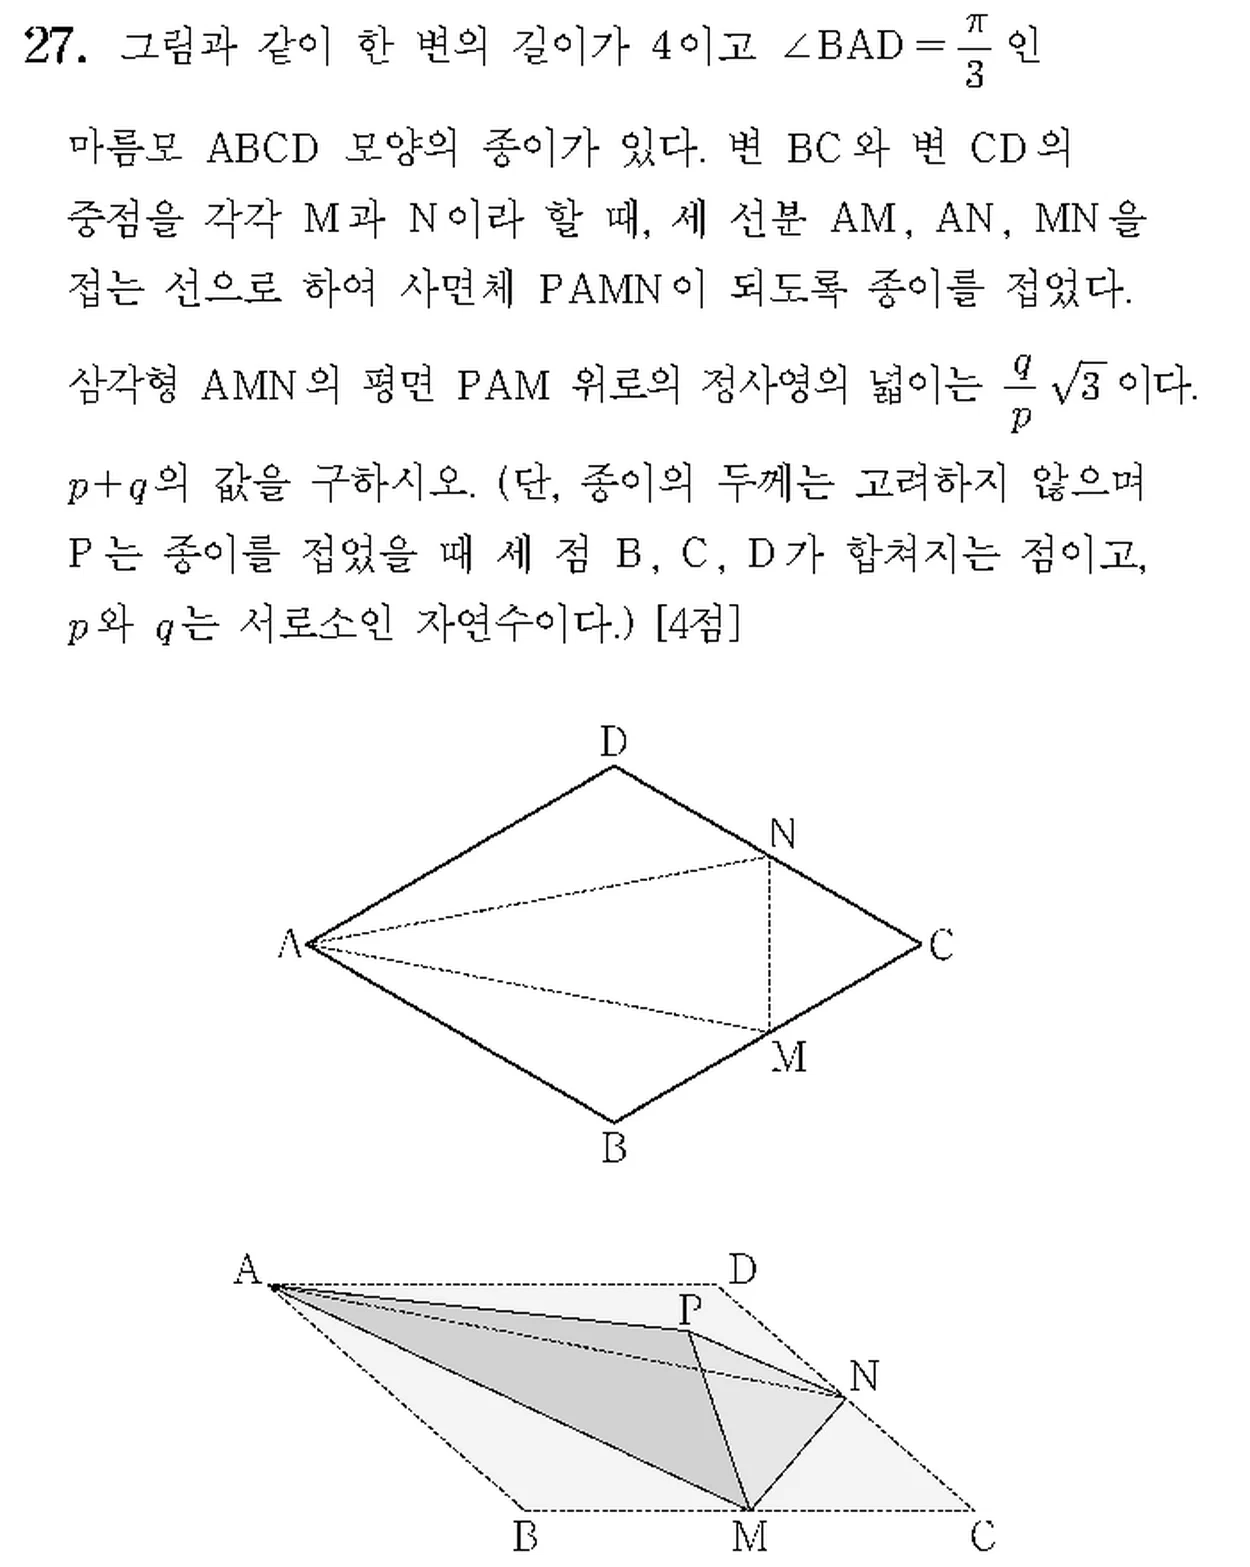 27. 그림과 같이 한 변의 길이가 4이고 ∠BAD = π/3 인
마름모 ABCD 모양의 종이가 있다. 변 BC와 변 CD의
중점을 각각 M과 N이라 할 때, 세 선분 AM, AN, MN을
접는 선으로 하여 사면체 PAMN이 되도록 종이를 접었다.
삼각형 AMN의 평면 PAM 위로의 정사영의 넓이는 q/p √3 이다.
p+q의 값을 구하시오. (단, 종이의 두께는 고려하지 않으며
P는 종이를 접었을 때 세 점 B, C, D가 합쳐지는 점이고,
p와 q는 서로소인 자연수이다.) [4점]
D
N
A
C
M
B
A
D
P
N
B
M
C